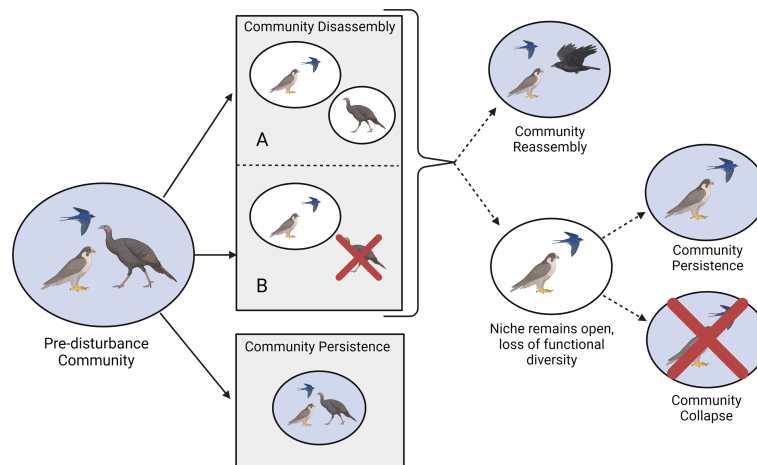 Community Disassembly
A
B
Pre-disturbance
Community
Community Persistence
Community
Reassembly
Niche remains open,
loss of functional
diversity
Community
Persistence
Community
Collapse